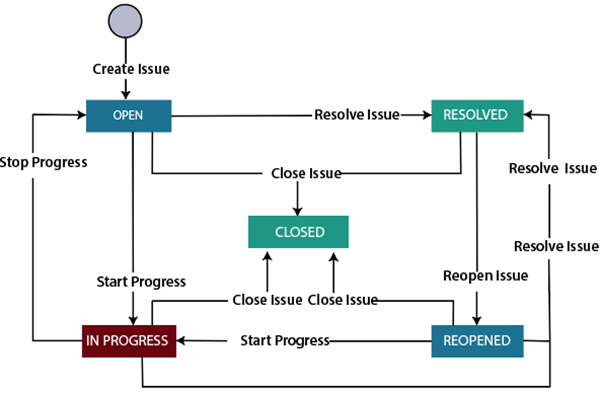 Create Issue
OPEN
Resolve Issue
RESOLVED
Stop Progress
Close Issue
Resolve Issue
CLOSED
Resolve Issue
Start Progress
Reopen Issue
Close Issue
Close Issue
IN PROGRESS
Start Progress
REOPENED